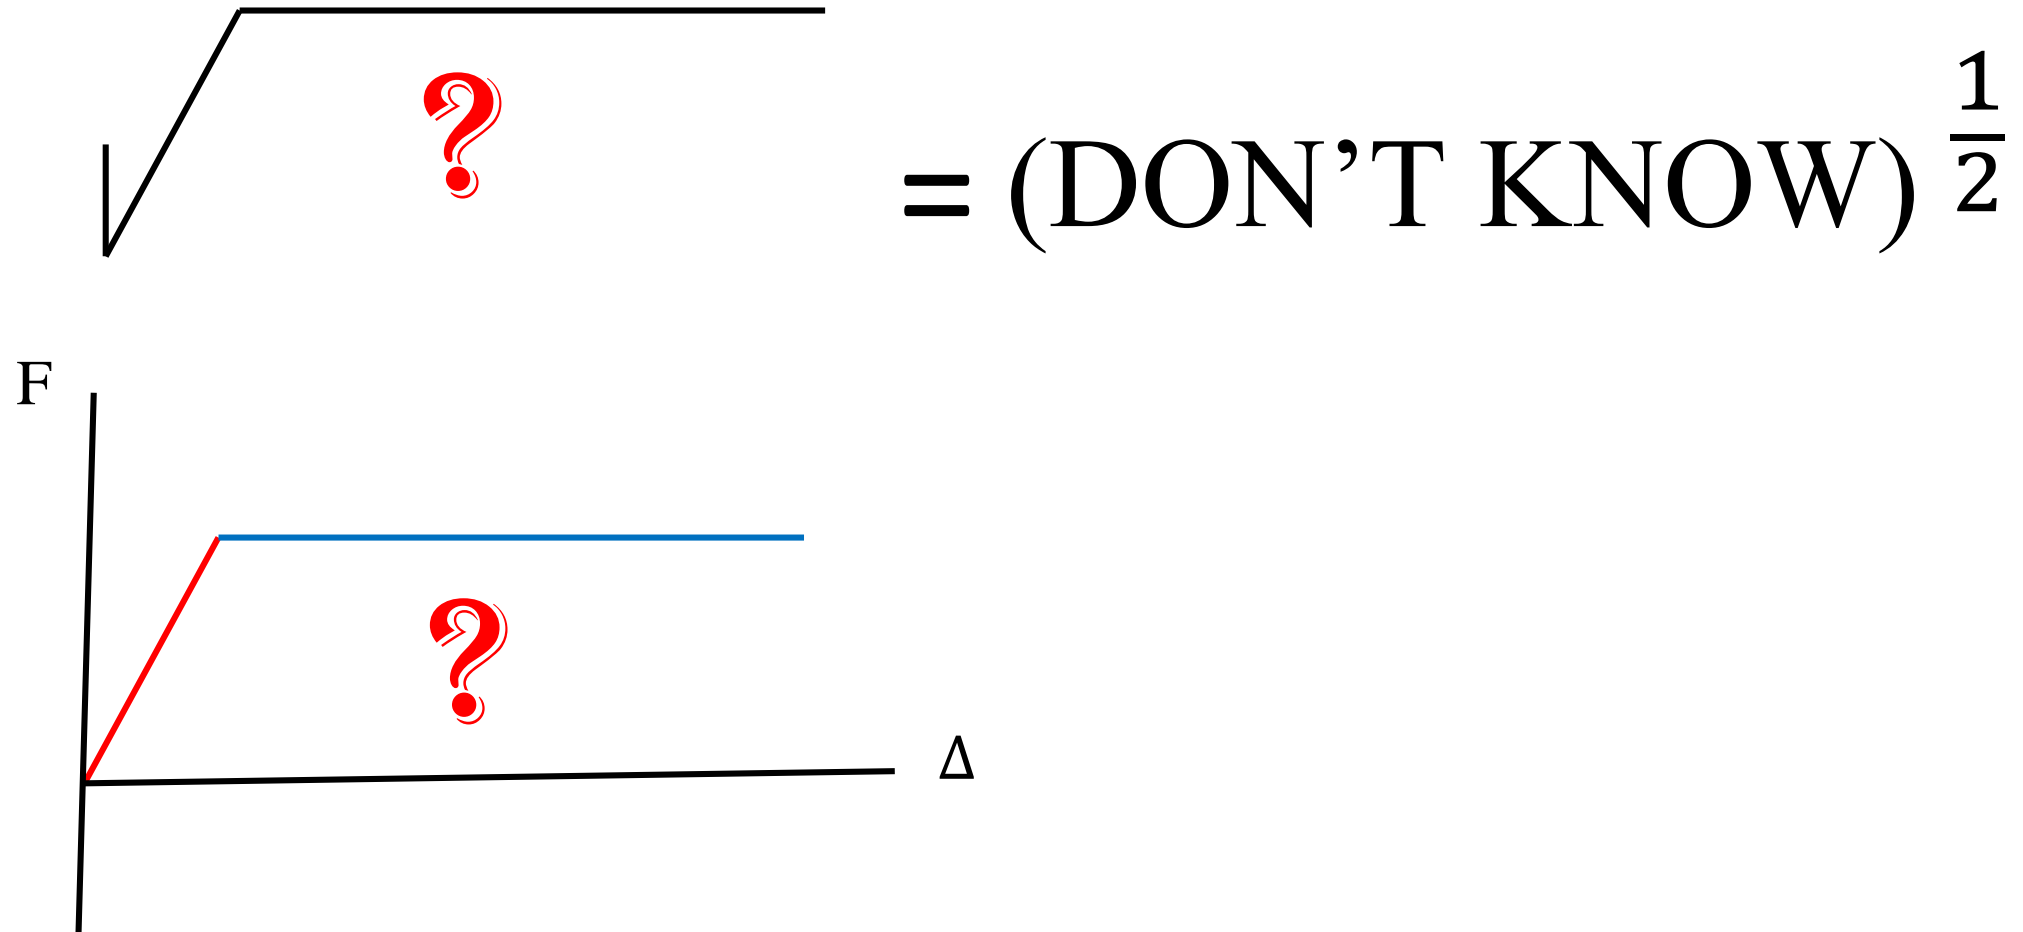 √? = (DON’T KNOW) 1/2
F
?
Δ